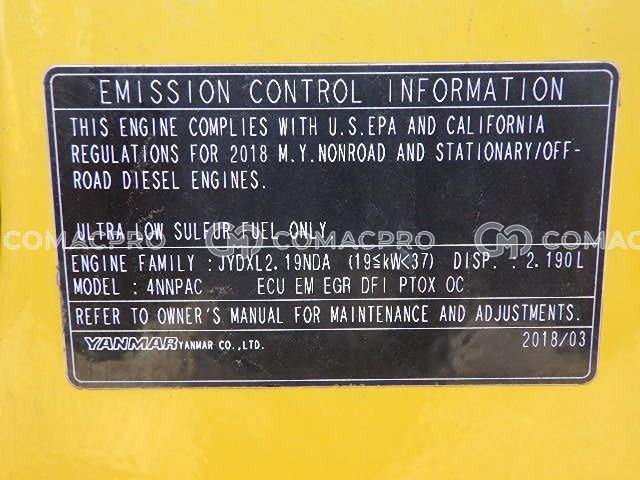 EMISSION CONTROL INFORMATION
THIS ENGINE COMPLIES WITH U.S.EPA AND CALIFORNIA
REGULATIONS FOR 2018 M.Y.NONROAD AND STATIONARY/OFF-
ROAD DIESEL ENGINES.
ULTRA LOW SULFUR FUEL ONLY
COMACPRO COMACPRO COMACPRO
ENGINE FAMILY : JYDXL2.19NDA (19≦kW<37) DISP. : 2.190L
MODEL : 4NNPAC ECU EM EGR DFI PTOX OC
REFER TO OWNER'S MANUAL FOR MAINTENANCE AND ADJUSTMENTS.
YANMAR YANMAR CO.,LTD. 2018/03